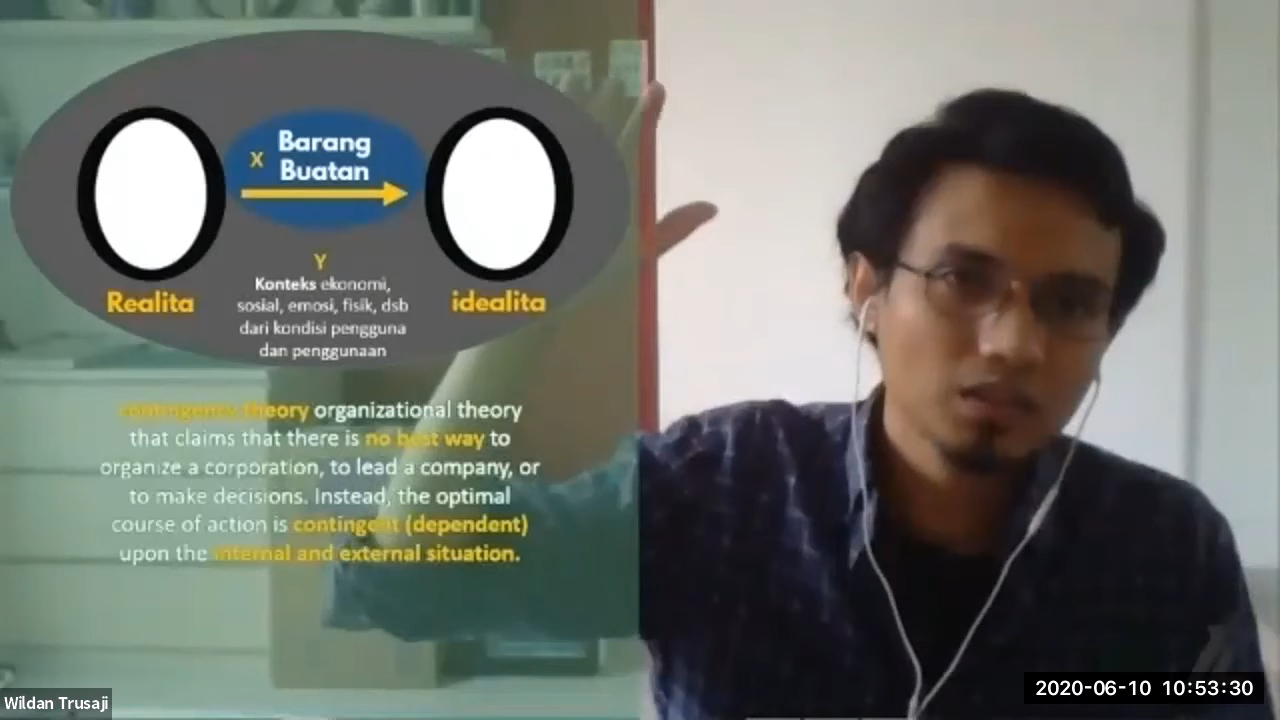 Barang
X
Buatan
Y
Konteks ekonomi,
sosial, emosi, fisik, dsb
dari kondisi pengguna
dan penggunaan
Realita
idealita
contingency theory organizational theory
that claims that there is no best way to
organize a corporation, to lead a company, or
to make decisions. Instead, the optimal
course of action is contingent (dependent)
upon the internal and external situation.
Wildan Trusaji
2020-06-10 10:53:30